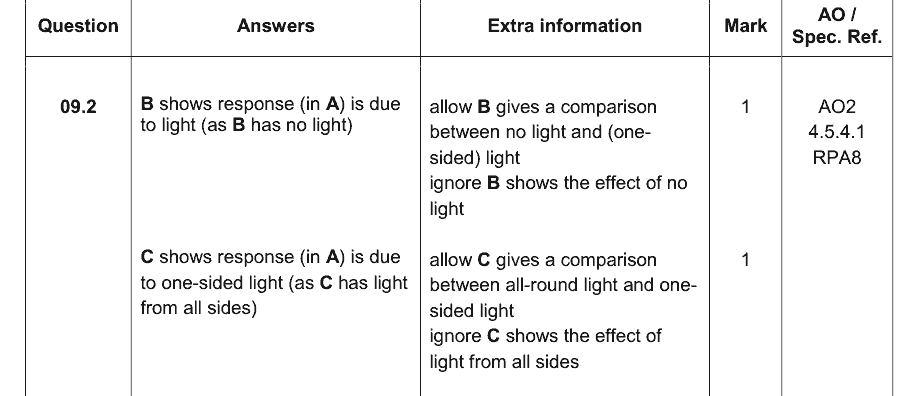 Question Answers Extra information Mark AO /
Spec. Ref.
09.2 B shows response (in A) is due
to light (as B has no light)
allow B gives a comparison
between no light and (one-
sided) light
ignore B shows the effect of no
light
1
AO2
4.5.4.1
RPA8
C shows response (in A) is due
to one-sided light (as C has light
from all sides)
allow C gives a comparison
between all-round light and one-
sided light
ignore C shows the effect of
light from all sides
1